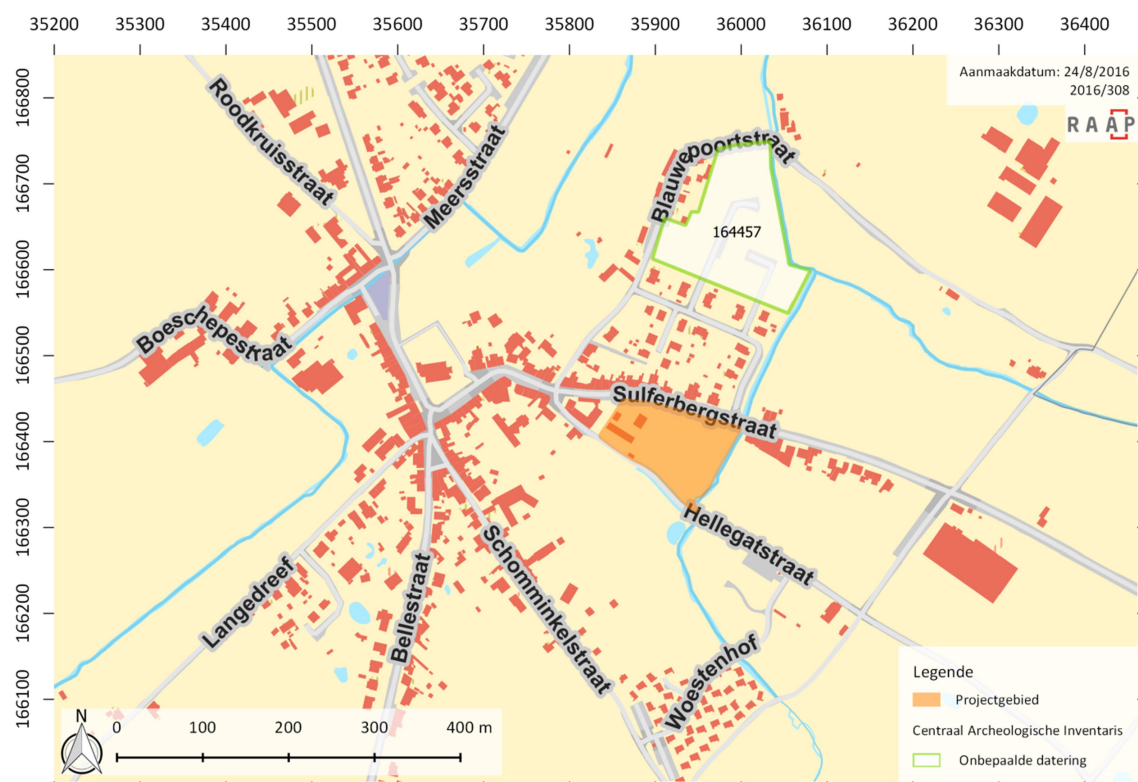 35200 35300 35400 35500 35600 35700 35800 35900 36000 36100 36200 36300 36400
Aanmaakdatum: 24/8/2016
2016/308
RAAP
166800
166700
166600
166500
166400
166300
166200
166100
Roodkruisstraat
Meersstraat
Blauwepoortstraat
164457
Boeschepestraat
Sulferbergstraat
Hellegatstraat
Schomminkelstraat
Langedreef
Bellestraat
Woestenhof
N
0 100 200 300 400 m
Legende
Projectgebied
Centraal Archeologische Inventaris
Onbepaalde datering